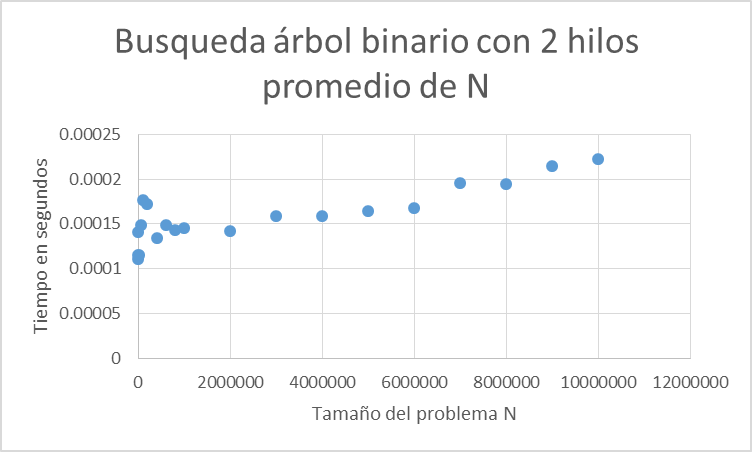 Busqueda árbol binario con 2 hilos
promedio de N
0.00025
0.0002
0.00015
0.0001
0.00005
0
Tiempo en segundos
0 2000000 4000000 6000000 8000000 10000000 12000000
Tamaño del problema N